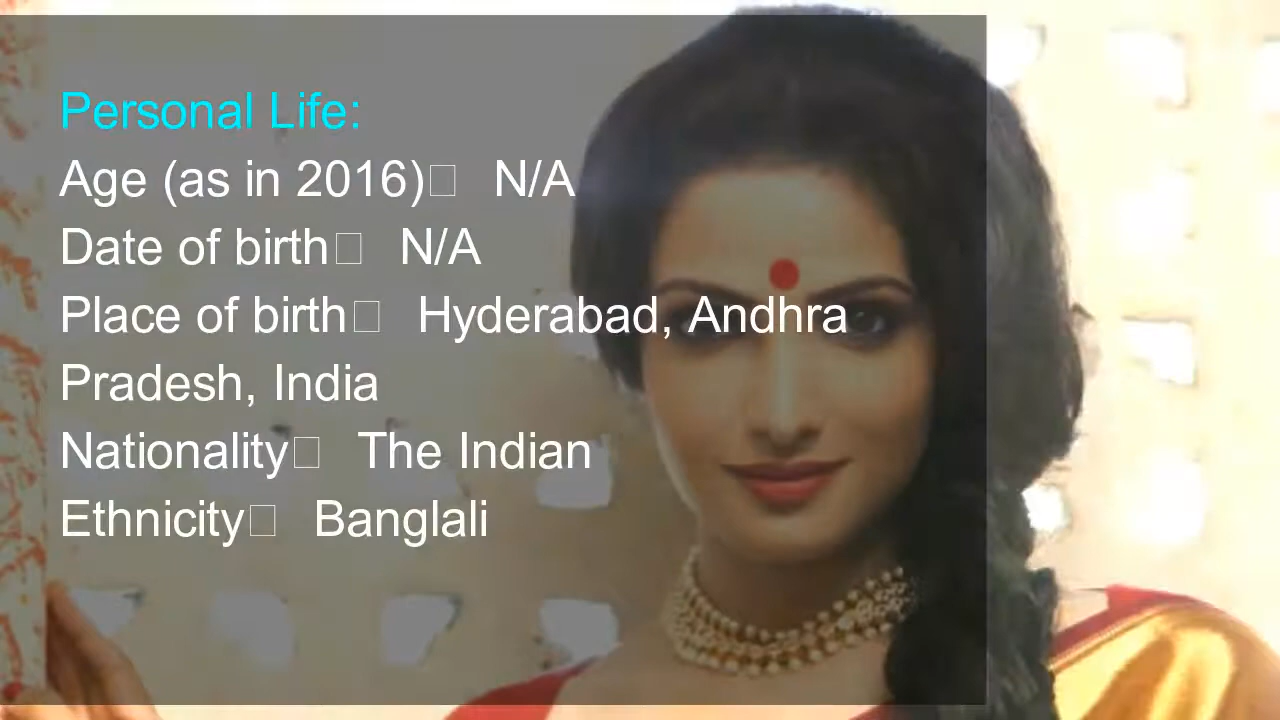 Personal Life:
Age (as in 2016)□ N/A
Date of birth□ N/A
Place of birth□ Hyderabad, Andhra
Pradesh, India
Nationality□ The Indian
Ethnicity□ Banglali